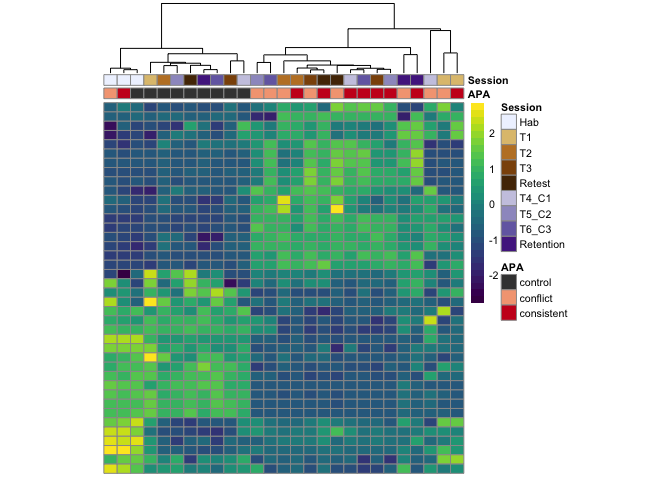 Session
APA
2
1
0
-1
-2
Session
Hab
T1
T2
T3
Retest
T4_C1
T5_C2
T6_C3
Retention
APA
control
conflict
consistent